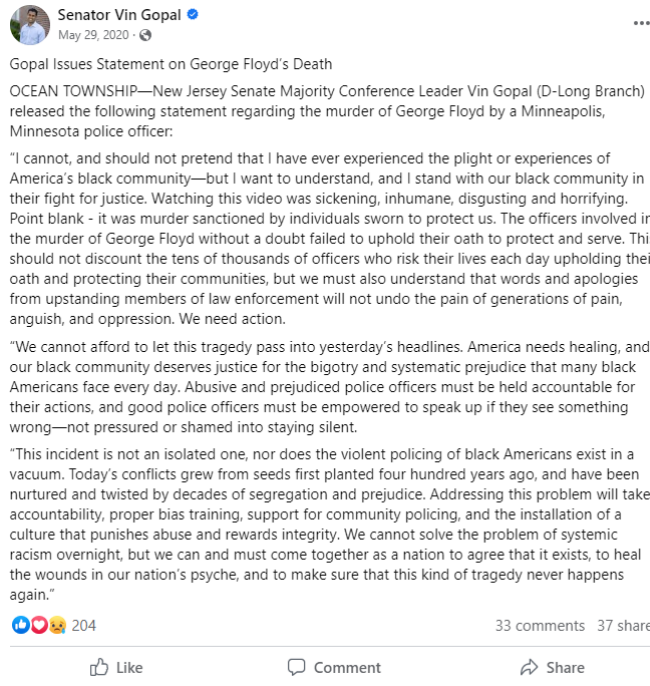 Senator Vin Gopal
May 29, 2020 ·
Gopal Issues Statement on George Floyd's Death
OCEAN TOWNSHIP—New Jersey Senate Majority Conference Leader Vin Gopal (D-Long Branch)
released the following statement regarding the murder of George Floyd by a Minneapolis,
Minnesota police officer:
"I cannot, and should not pretend that I have ever experienced the plight or experiences of
America's black community—but I want to understand, and I stand with our black community in
their fight for justice. Watching this video was sickening, inhumane, disgusting and horrifying.
Point blank - it was murder sanctioned by individuals sworn to protect us. The officers involved in
the murder of George Floyd without a doubt failed to uphold their oath to protect and serve. Thi
should not discount the tens of thousands of officers who risk their lives each day upholding thei
oath and protecting their communities, but we must also understand that words and apologies
from upstanding members of law enforcement will not undo the pain of generations of pain,
anguish, and oppression. We need action.
"We cannot afford to let this tragedy pass into yesterday's headlines. America needs healing, and
our black community deserves justice for the bigotry and systematic prejudice that many black
Americans face every day. Abusive and prejudiced police officers must be held accountable for
their actions, and good police officers must be empowered to speak up if they see something
wrong—not pressured or shamed into staying silent.
"This incident is not an isolated one, nor does the violent policing of black Americans exist in a
vacuum. Today's conflicts grew from seeds first planted four hundred years ago, and have been
nurtured and twisted by decades of segregation and prejudice. Addressing this problem will take
accountability, proper bias training, support for community policing, and the installation of a
culture that punishes abuse and rewards integrity. We cannot solve the problem of systemic
racism overnight, but we can and must come together as a nation to agree that it exists, to heal
the wounds in our nation's psyche, and to make sure that this kind of tragedy never happens
again."
204 33 comments 37 share
Like Comment Share